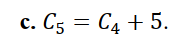 c. C₅ = C₄ + 5.